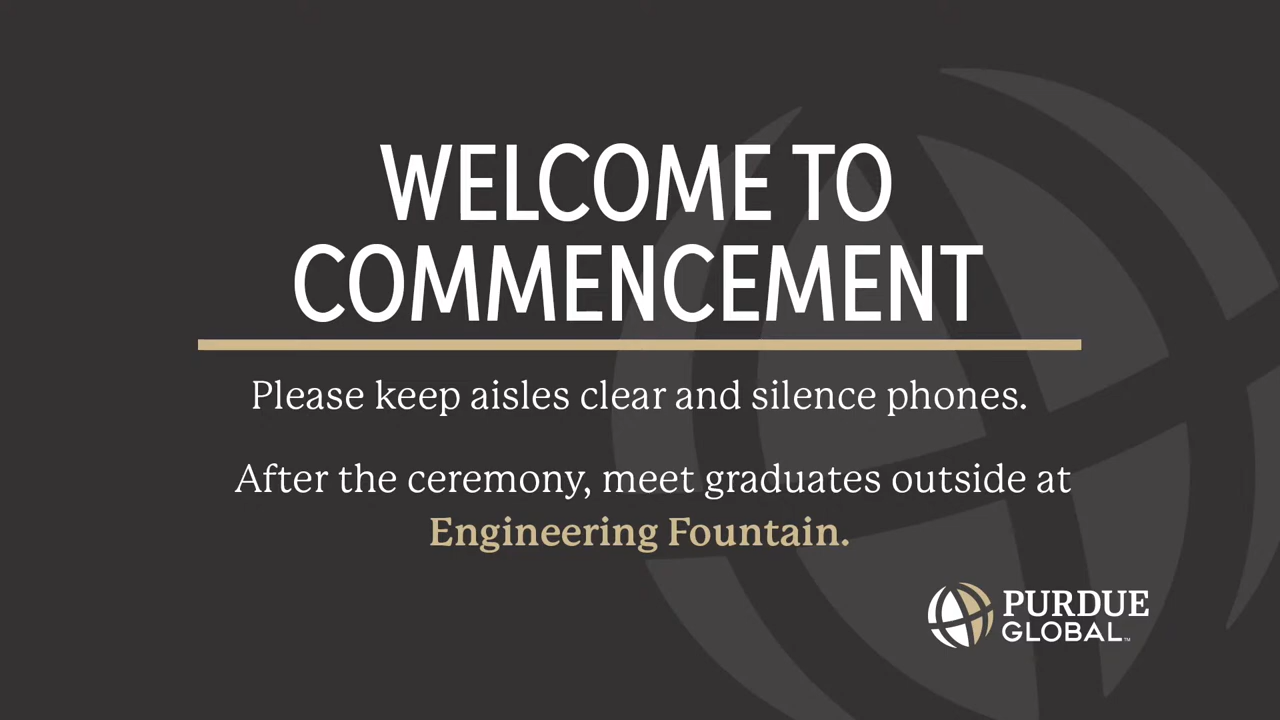 WELCOME TO
COMMENCEMENT
Please keep aisles clear and silence phones.
After the ceremony, meet graduates outside at
Engineering Fountain.
PURDUE
GLOBAL™